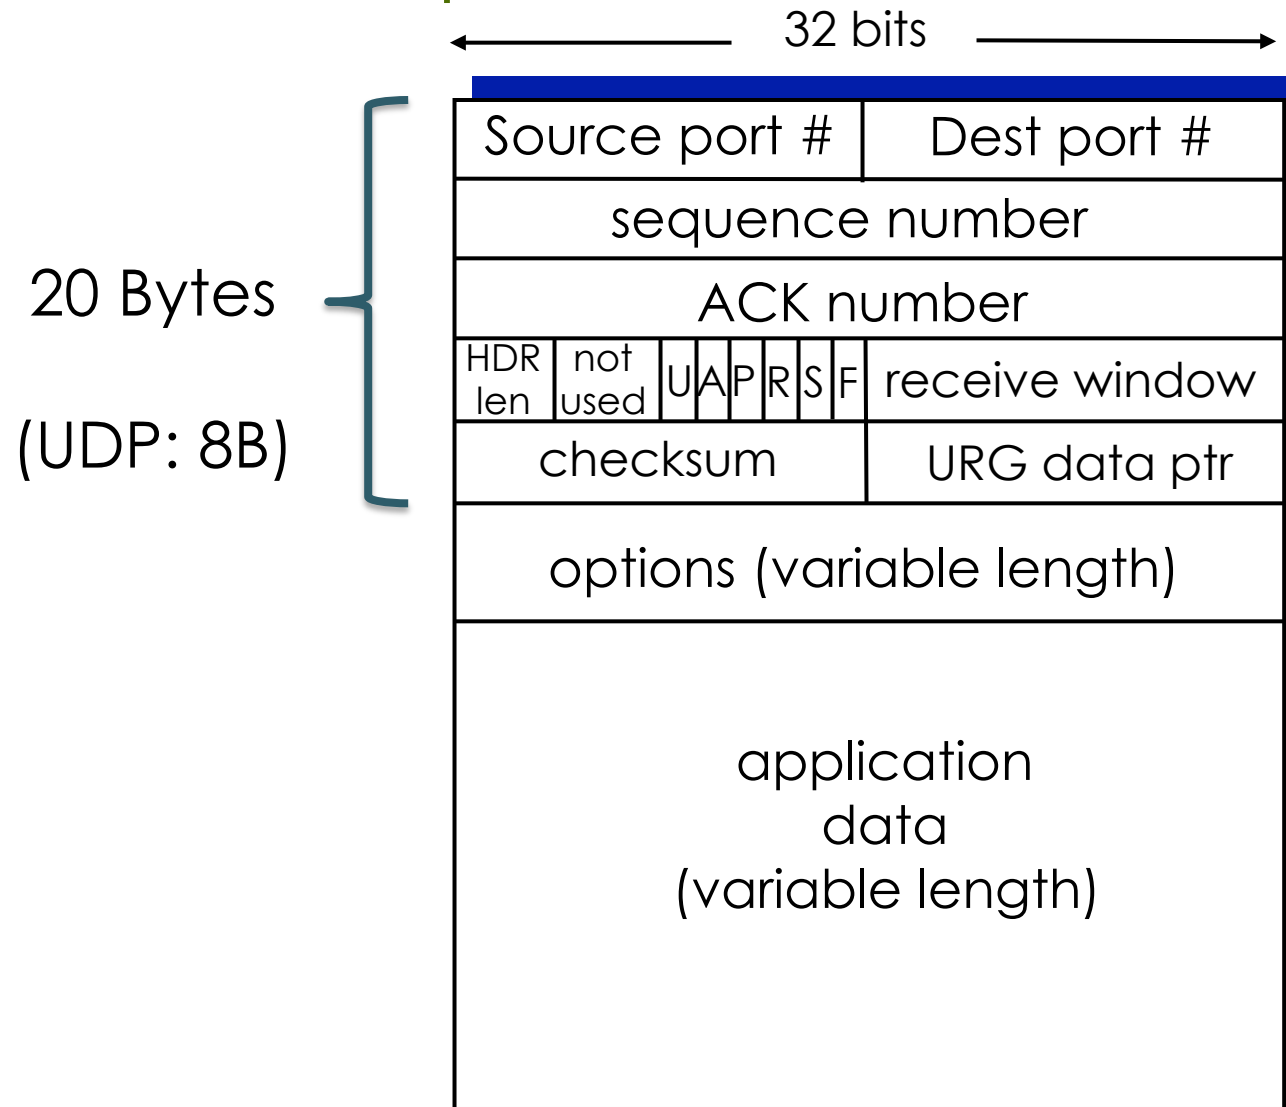 32 bits
Source port # Dest port #
sequence number
20 Bytes
ACK number
HDR len not used U A P R S F receive window
(UDP: 8B)
checksum URG data ptr
options (variable length)
application
data
(variable length)